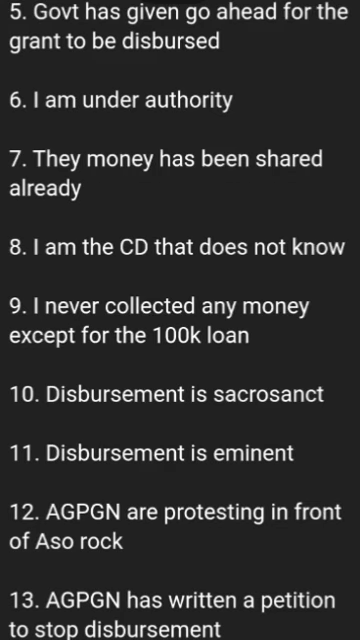 5. Govt has given go ahead for the
grant to be disbursed
6. I am under authority
7. They money has been shared
already
8. I am the CD that does not know
9. I never collected any money
except for the 100k loan
10. Disbursement is sacrosanct
11. Disbursement is eminent
12. AGPGN are protesting in front
of Aso rock
13. AGPGN has written a petition
to stop disbursement